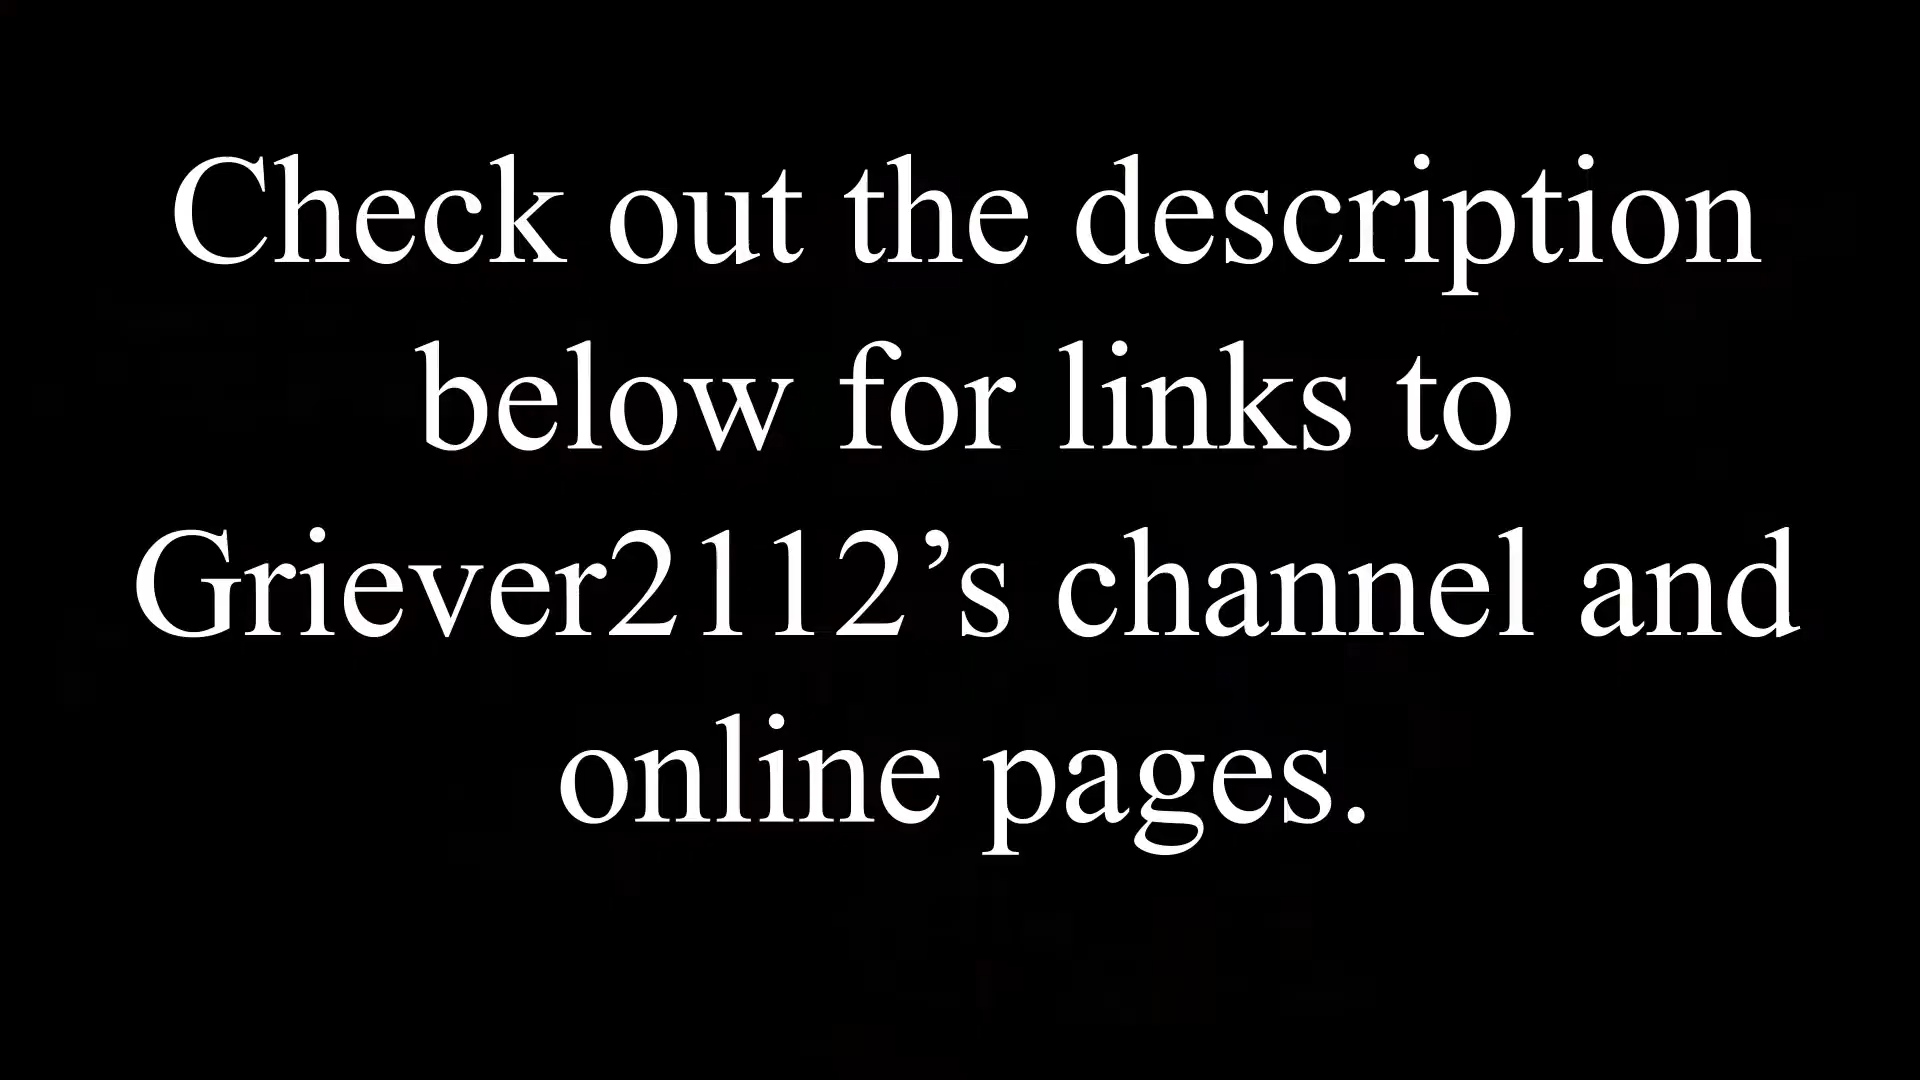 Check out the description
below for links to
Griever2112’s channel and
online pages.